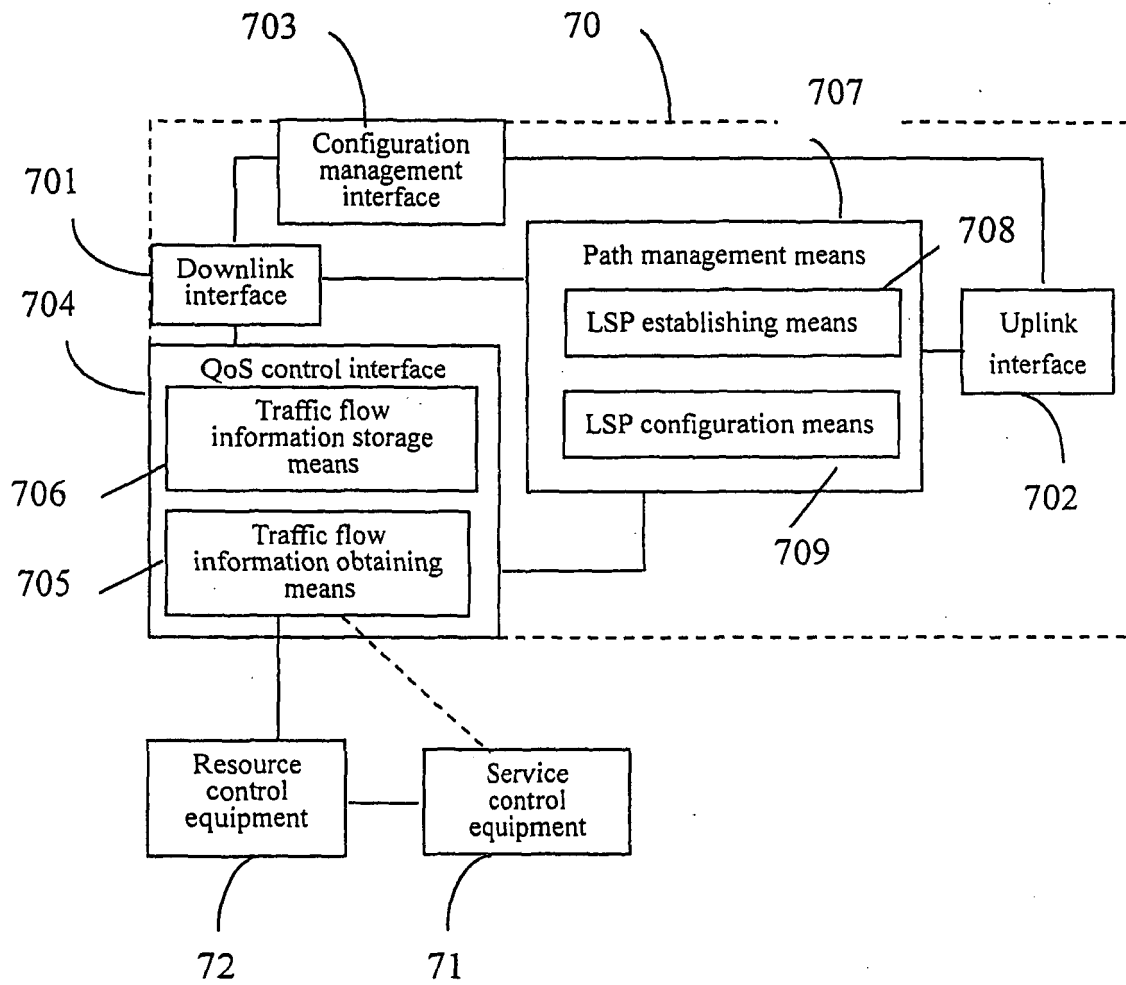 703
70
707
Configuration
management
interface
701
708
Downlink
interface
Path management means
704
LSP establishing means
Uplink
interface
QoS control interface
Traffic flow
information storage
means
LSP configuration means
706
702
Traffic flow
information obtaining
means
709
705
Resource
control
equipment
Service
control
equipment
72
71